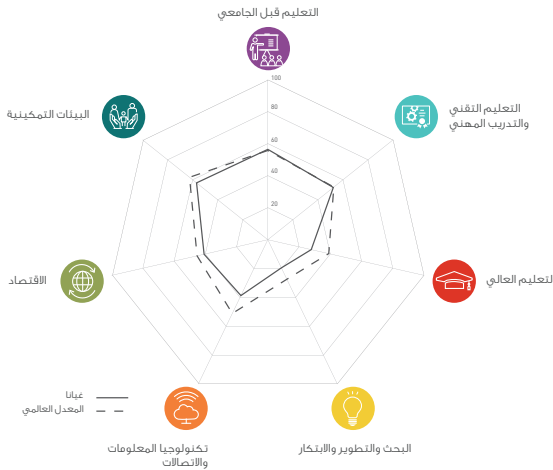 التعليم قبل الجامعي
100
80
60
40
20
التعليم التقني
والتدريب المهني
لتعليم العالي
البحث والتطوير والابتكار
تكنولوجيا المعلومات
والاتصالات
الاقتصاد
البيئات التمكينية
غيانا
المعدل العالمي